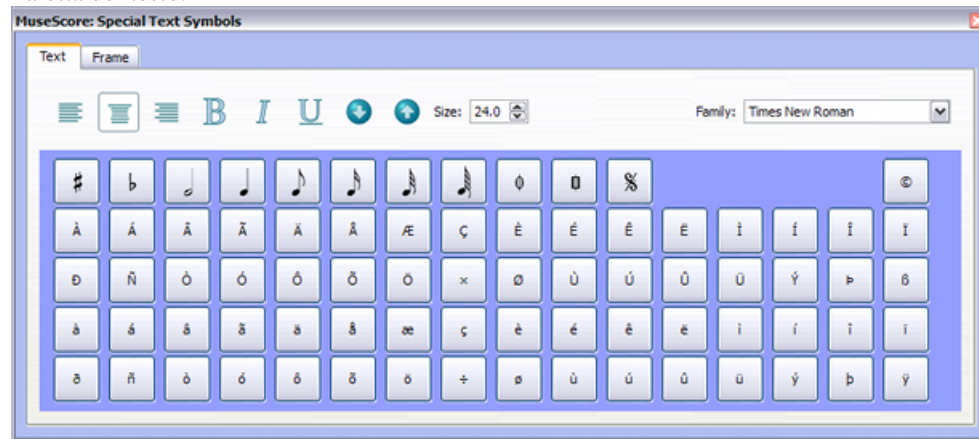 MuseScore: Special Text Symbols
Text Frame
B I U Size: 24.0 Family: Times New Roman
♯ ♭ 𝅗𝅥 𝅘𝅥 𝅘𝅥𝅮 𝅘𝅥𝅯 𝅘𝅥𝅰 𝅘𝅥𝅱 𝄌 𝄋 ©
À Á Â Ã Ä Å Æ Ç È É Ê Ë Ì Í Î Ï
Ð Ñ Ò Ó Ô Õ Ö × Ø Ù Ú Û Ü Ý Þ ß
à á â ã ä å æ ç è é ê ë ì í î ï
ð ñ ò ó ô õ ö ÷ ø ù ú û ü ý þ ÿ